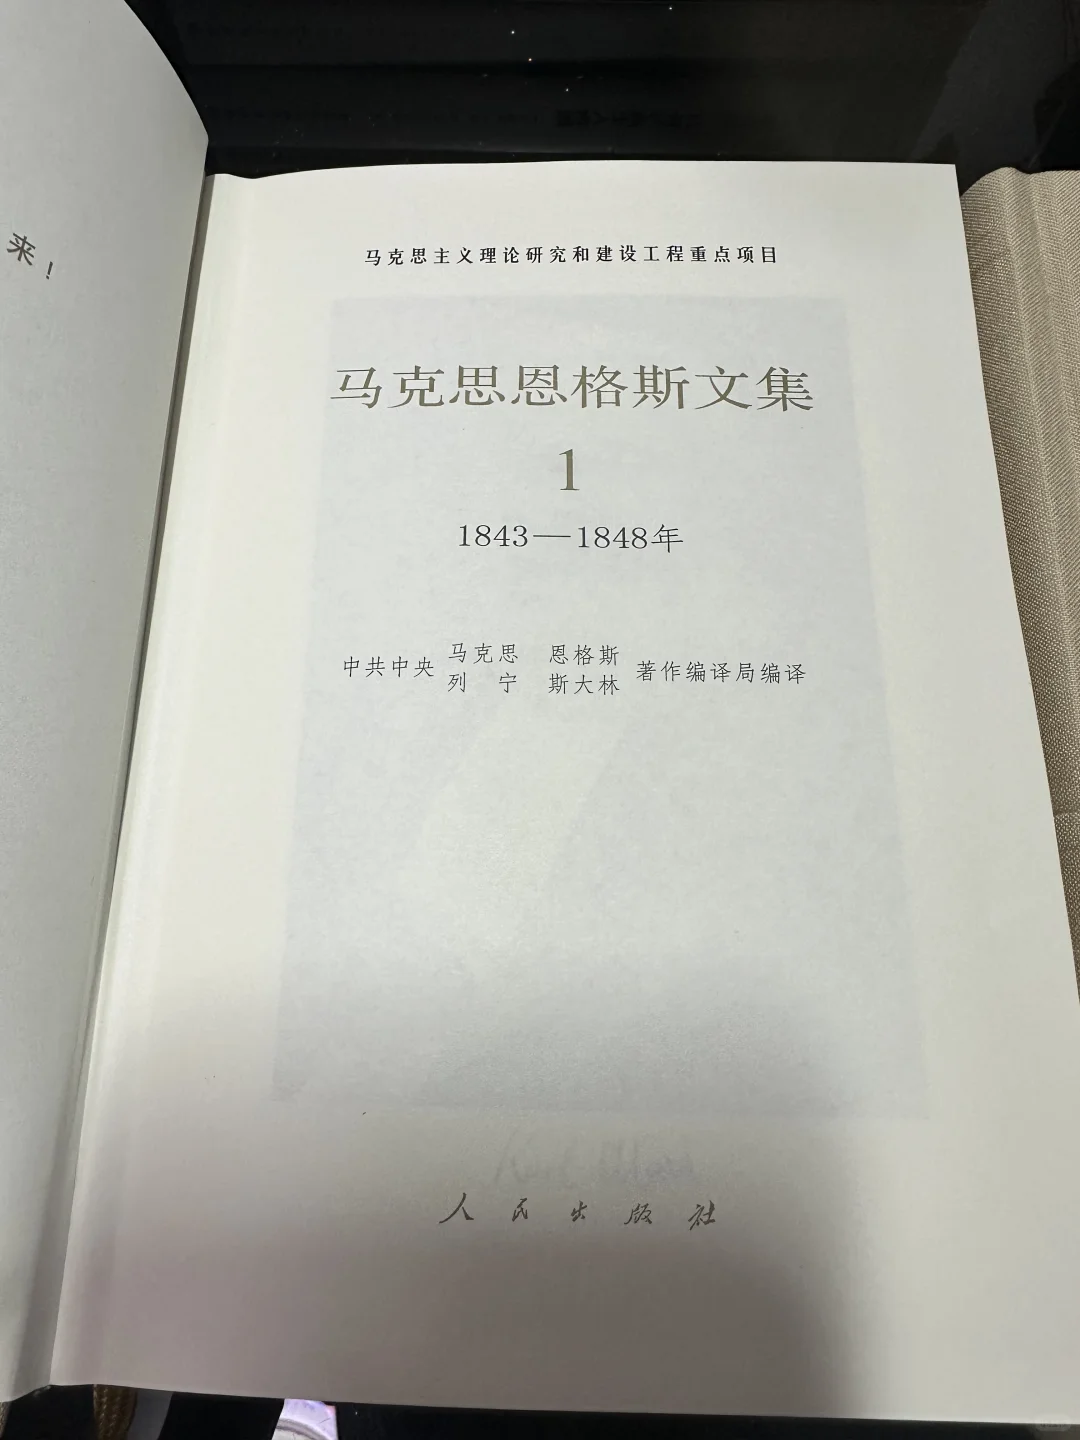 来！
马克思主义理论研究和建设工程重点项目
马克思恩格斯文集
1
1843—1848年
中共中央 马克思 恩格斯 列宁 斯大林 著作编译局编译
人民出版社